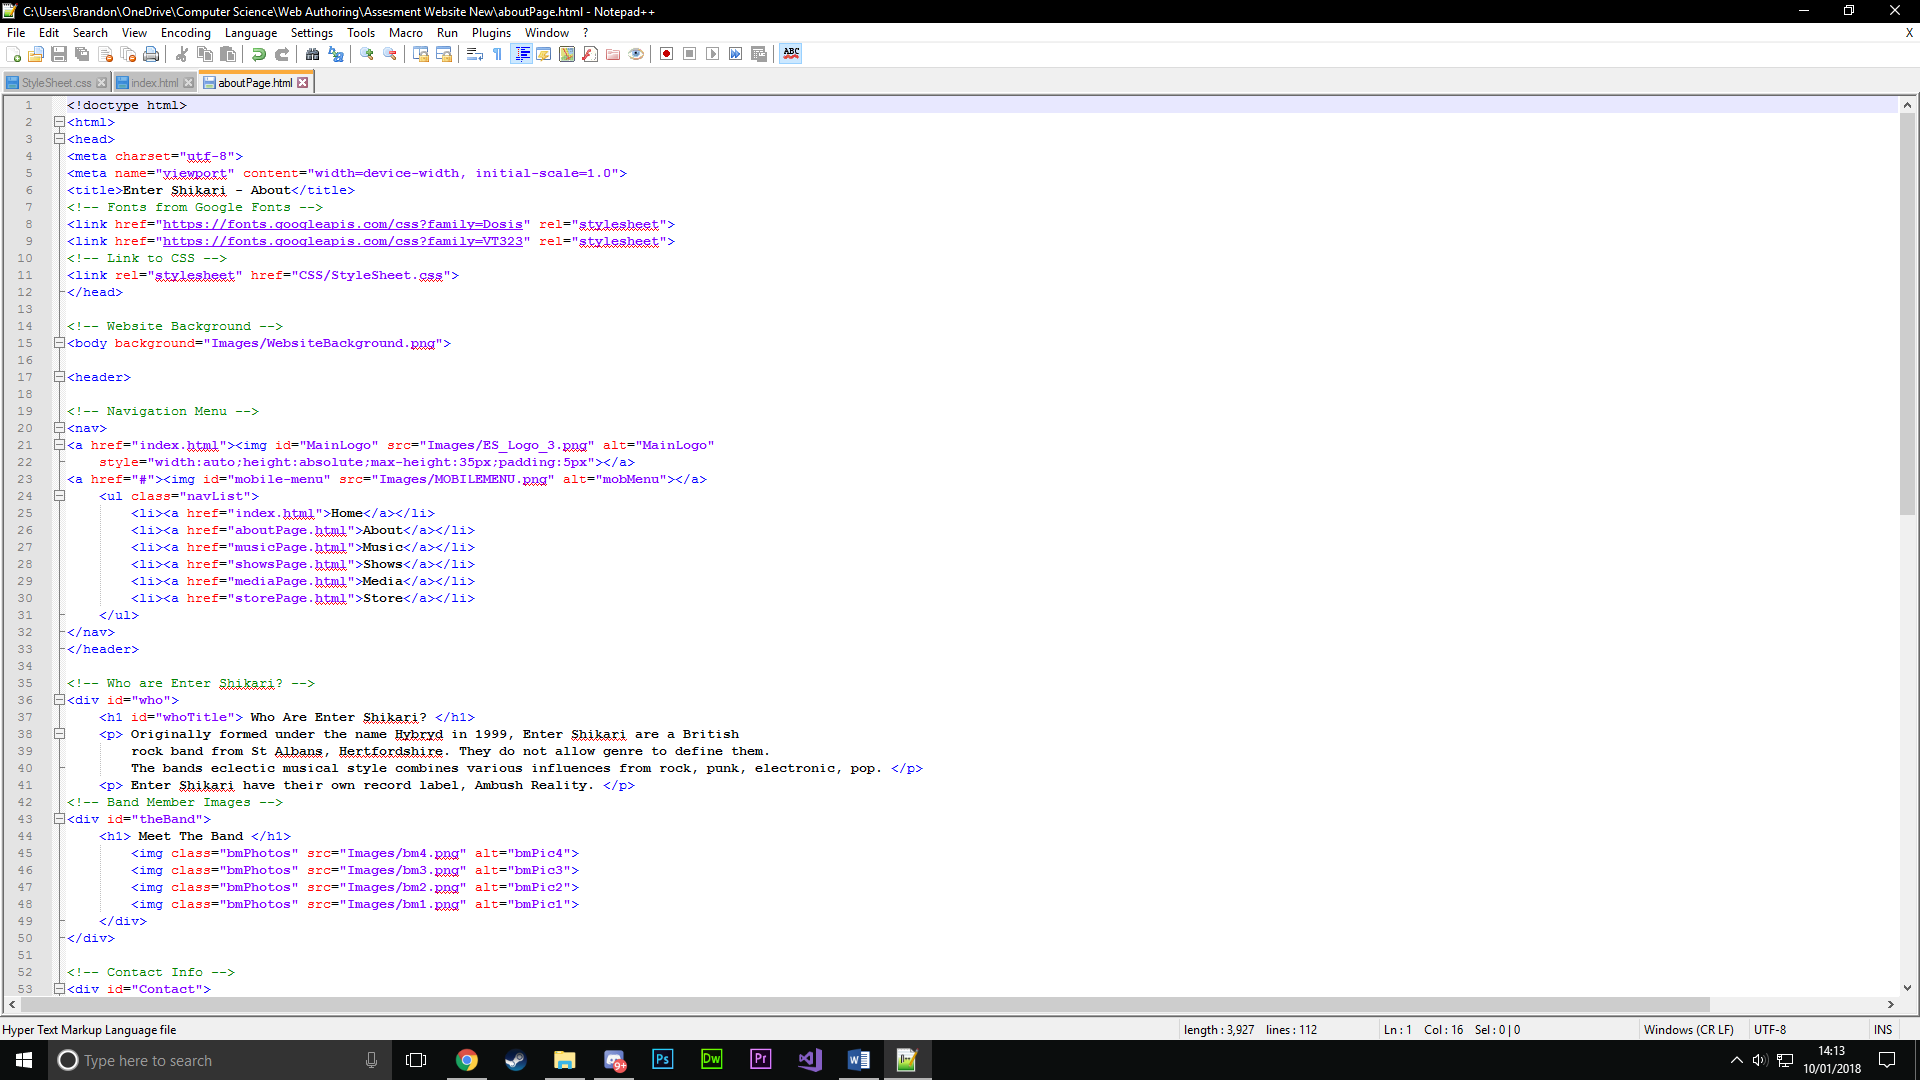 C:\Users\Brandon\OneDrive\Computer Science\Web Authoring\Assesment Website New\aboutPage.html - Notepad++
File Edit Search View Encoding Language Settings Tools Macro Run Plugins Window ? X
ABC
StyleSheet.css index.html aboutPage.html
1 <!doctype html>
2 <html>
3 <head>
4 <meta charset="utf-8">
5 <meta name="viewport" content="width=device-width, initial-scale=1.0">
6 <title>Enter Shikari - About</title>
7 <!-- Fonts from Google Fonts -->
8 <link href="https://fonts.googleapis.com/css?family=Dosis" rel="stylesheet">
9 <link href="https://fonts.googleapis.com/css?family=VT323" rel="stylesheet">
10 <!-- Link to CSS -->
11 <link rel="stylesheet" href="CSS/StyleSheet.css">
12 </head>
13
14 <!-- Website Background -->
15 <body background="Images/WebsiteBackground.png">
16
17 <header>
18
19 <!-- Navigation Menu -->
20 <nav>
21 <a href="index.html"><img id="MainLogo" src="Images/ES_Logo_3.png" alt="MainLogo"
22 style="width:auto;height:absolute;max-height:35px;padding:5px"></a>
23 <a href="#"><img id="mobile-menu" src="Images/MOBILEMENU.png" alt="mobMenu"></a>
24 <ul class="navList">
25 <li><a href="index.html">Home</a></li>
26 <li><a href="aboutPage.html">About</a></li>
27 <li><a href="musicPage.html">Music</a></li>
28 <li><a href="showsPage.html">Shows</a></li>
29 <li><a href="mediaPage.html">Media</a></li>
30 <li><a href="storePage.html">Store</a></li>
31 </ul>
32 </nav>
33 </header>
34
35 <!-- Who are Enter Shikari? -->
36 <div id="who">
37 <h1 id="whoTitle"> Who Are Enter Shikari? </h1>
38 <p> Originally formed under the name Hybryd in 1999, Enter Shikari are a British
39 rock band from St Albans, Hertfordshire. They do not allow genre to define them.
40 The bands eclectic musical style combines various influences from rock, punk, electronic, pop. </p>
41 <p> Enter Shikari have their own record label, Ambush Reality. </p>
42 <!-- Band Member Images -->
43 <div id="theBand">
44 <h1> Meet The Band </h1>
45 <img class="bmPhotos" src="Images/bm4.png" alt="bmPic4">
46 <img class="bmPhotos" src="Images/bm3.png" alt="bmPic3">
47 <img class="bmPhotos" src="Images/bm2.png" alt="bmPic2">
48 <img class="bmPhotos" src="Images/bm1.png" alt="bmPic1">
49 </div>
50 </div>
51
52 <!-- Contact Info -->
53 <div id="Contact">
Hyper Text Markup Language file length : 3,927 lines : 112 Ln : 1 Col : 16 Sel : 0 | 0 Windows (CR LF) UTF-8 INS
Type here to search 9+ Ps Dw Pr 14:13
10/01/2018